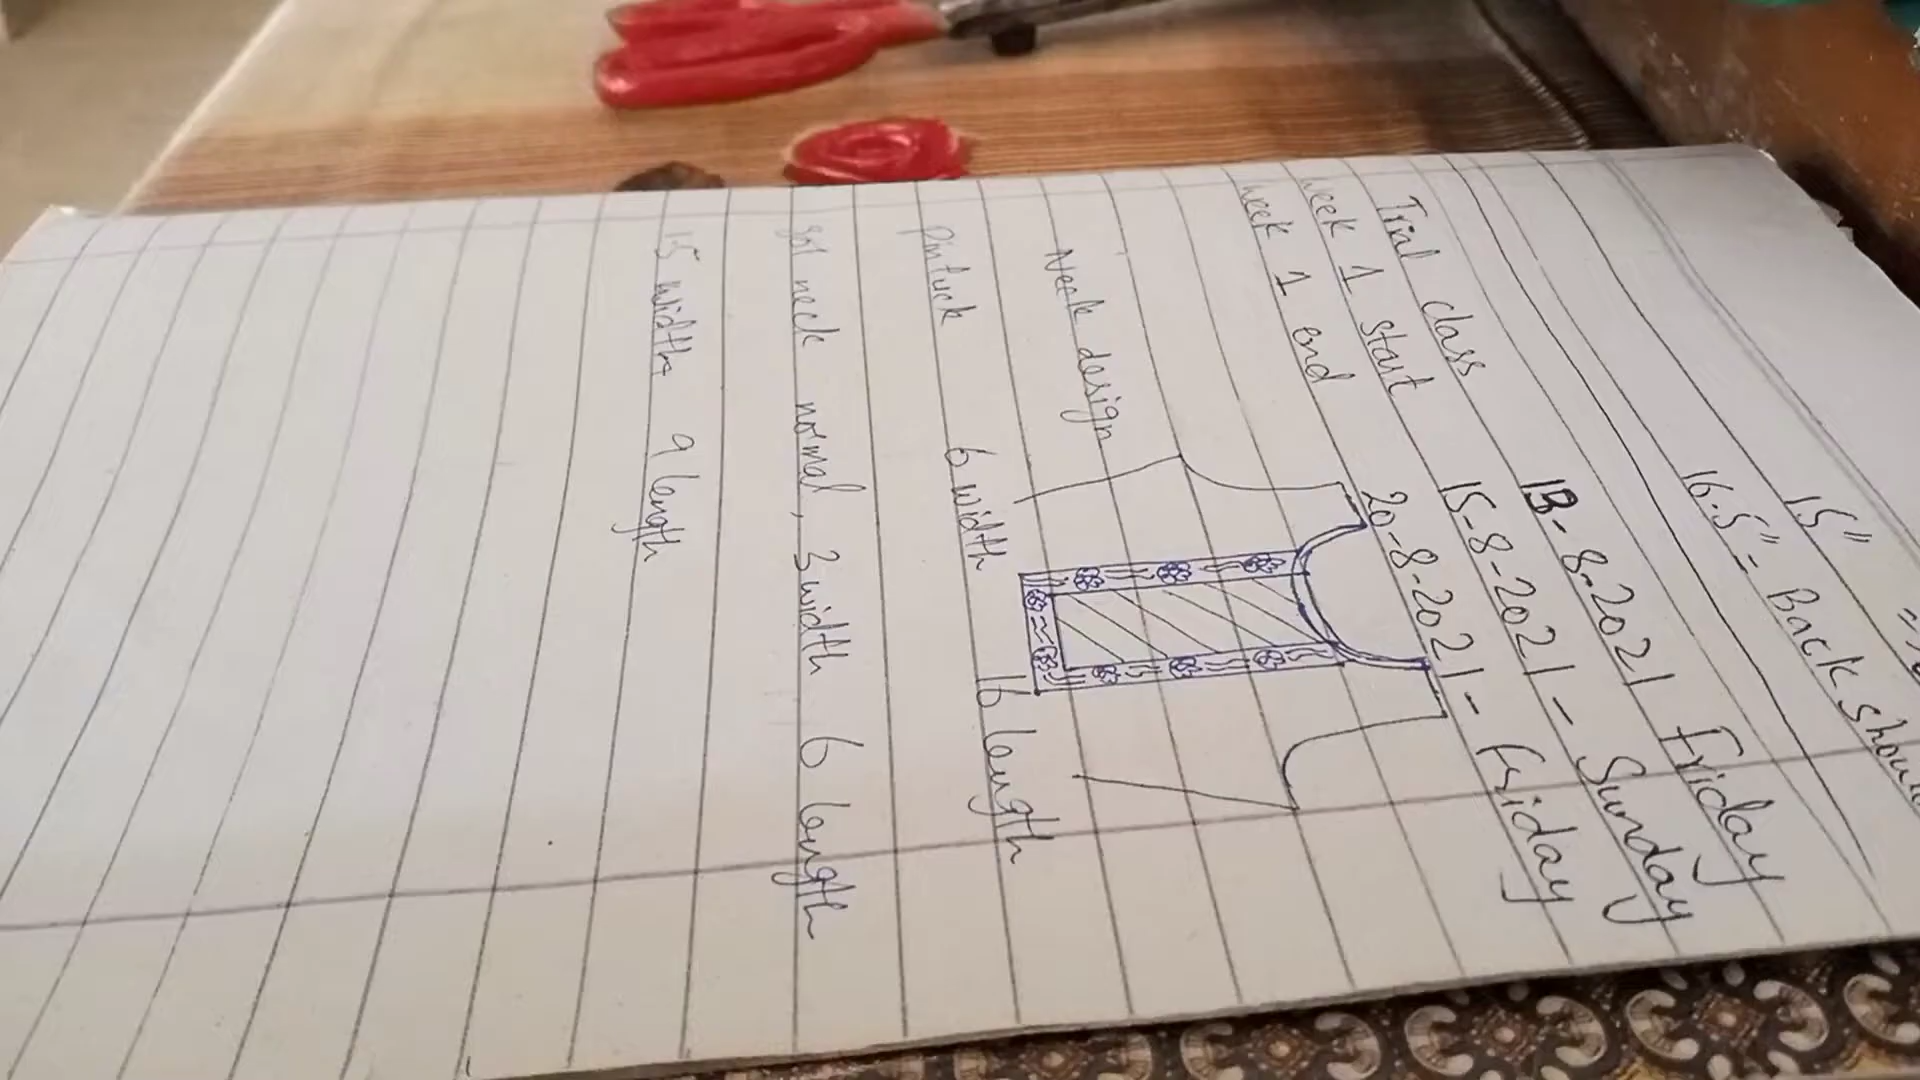 15"
16.5" - Back
Trial class 13-8-2021 Friday
week 1 start 15-8-2021 - Sunday
week 1 end 20-8-2021 - Friday
Neck design
Pintuck 6 width 16 length
gol neck normal, 3 width 6 length
15 width 9 length